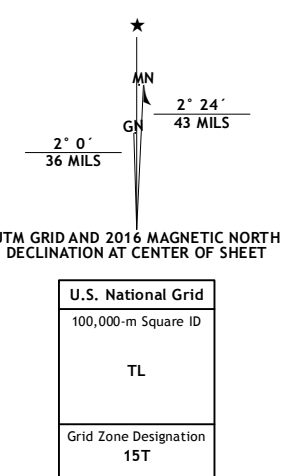 MN
2° 24´
GN
43 MILS
2° 0´
36 MILS
UTM GRID AND 2016 MAGNETIC NORTH
DECLINATION AT CENTER OF SHEET
U.S. National Grid
100,000-m Square ID
TL
Grid Zone Designation
15T